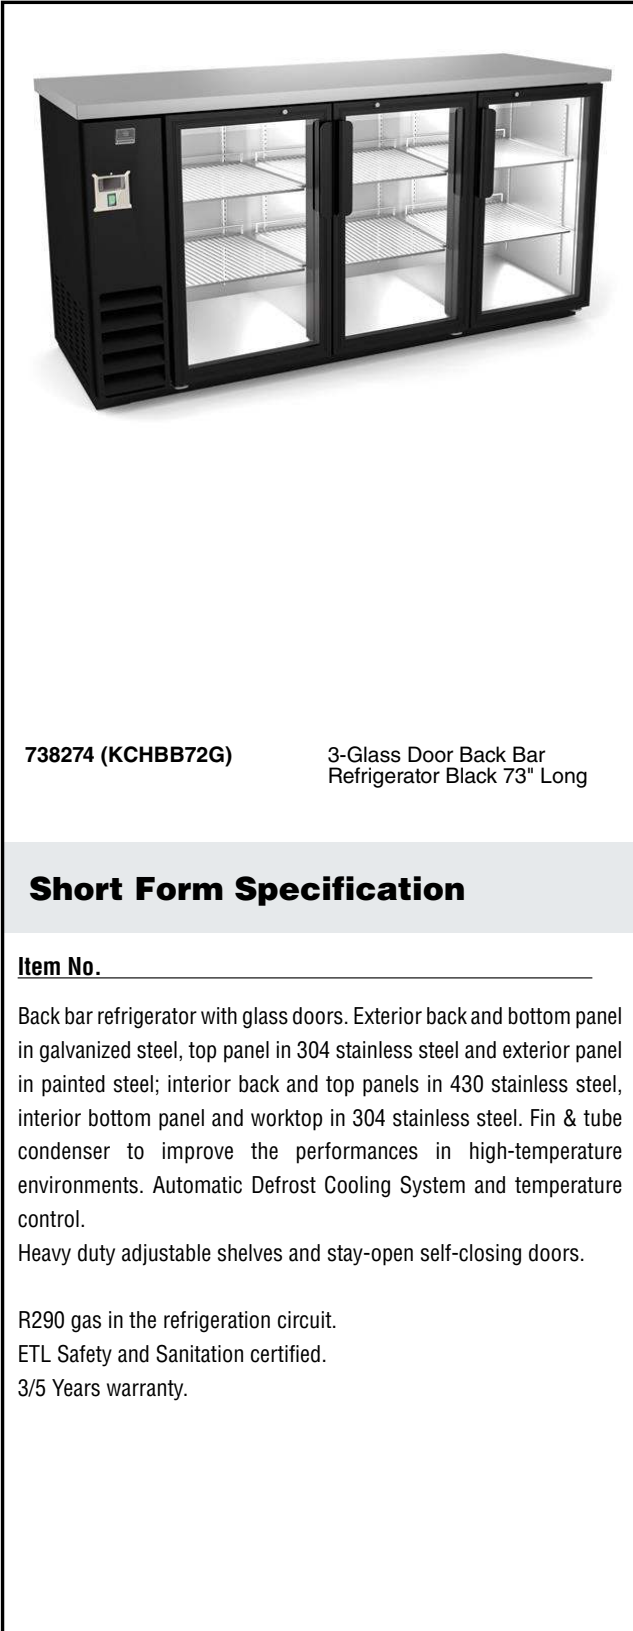 738274 (KCHBB72G)
3-Glass Door Back Bar
Refrigerator Black 73" Long
Short Form Specification
Item No.
Back bar refrigerator with glass doors. Exterior back and bottom panel
in galvanized steel, top panel in 304 stainless steel and exterior panel
in painted steel; interior back and top panels in 430 stainless steel,
interior bottom panel and worktop in 304 stainless steel. Fin & tube
condenser to improve the performances in high-temperature
environments. Automatic Defrost Cooling System and temperature
control.
Heavy duty adjustable shelves and stay-open self-closing doors.
R290 gas in the refrigeration circuit.
ETL Safety and Sanitation certified.
3/5 Years warranty.